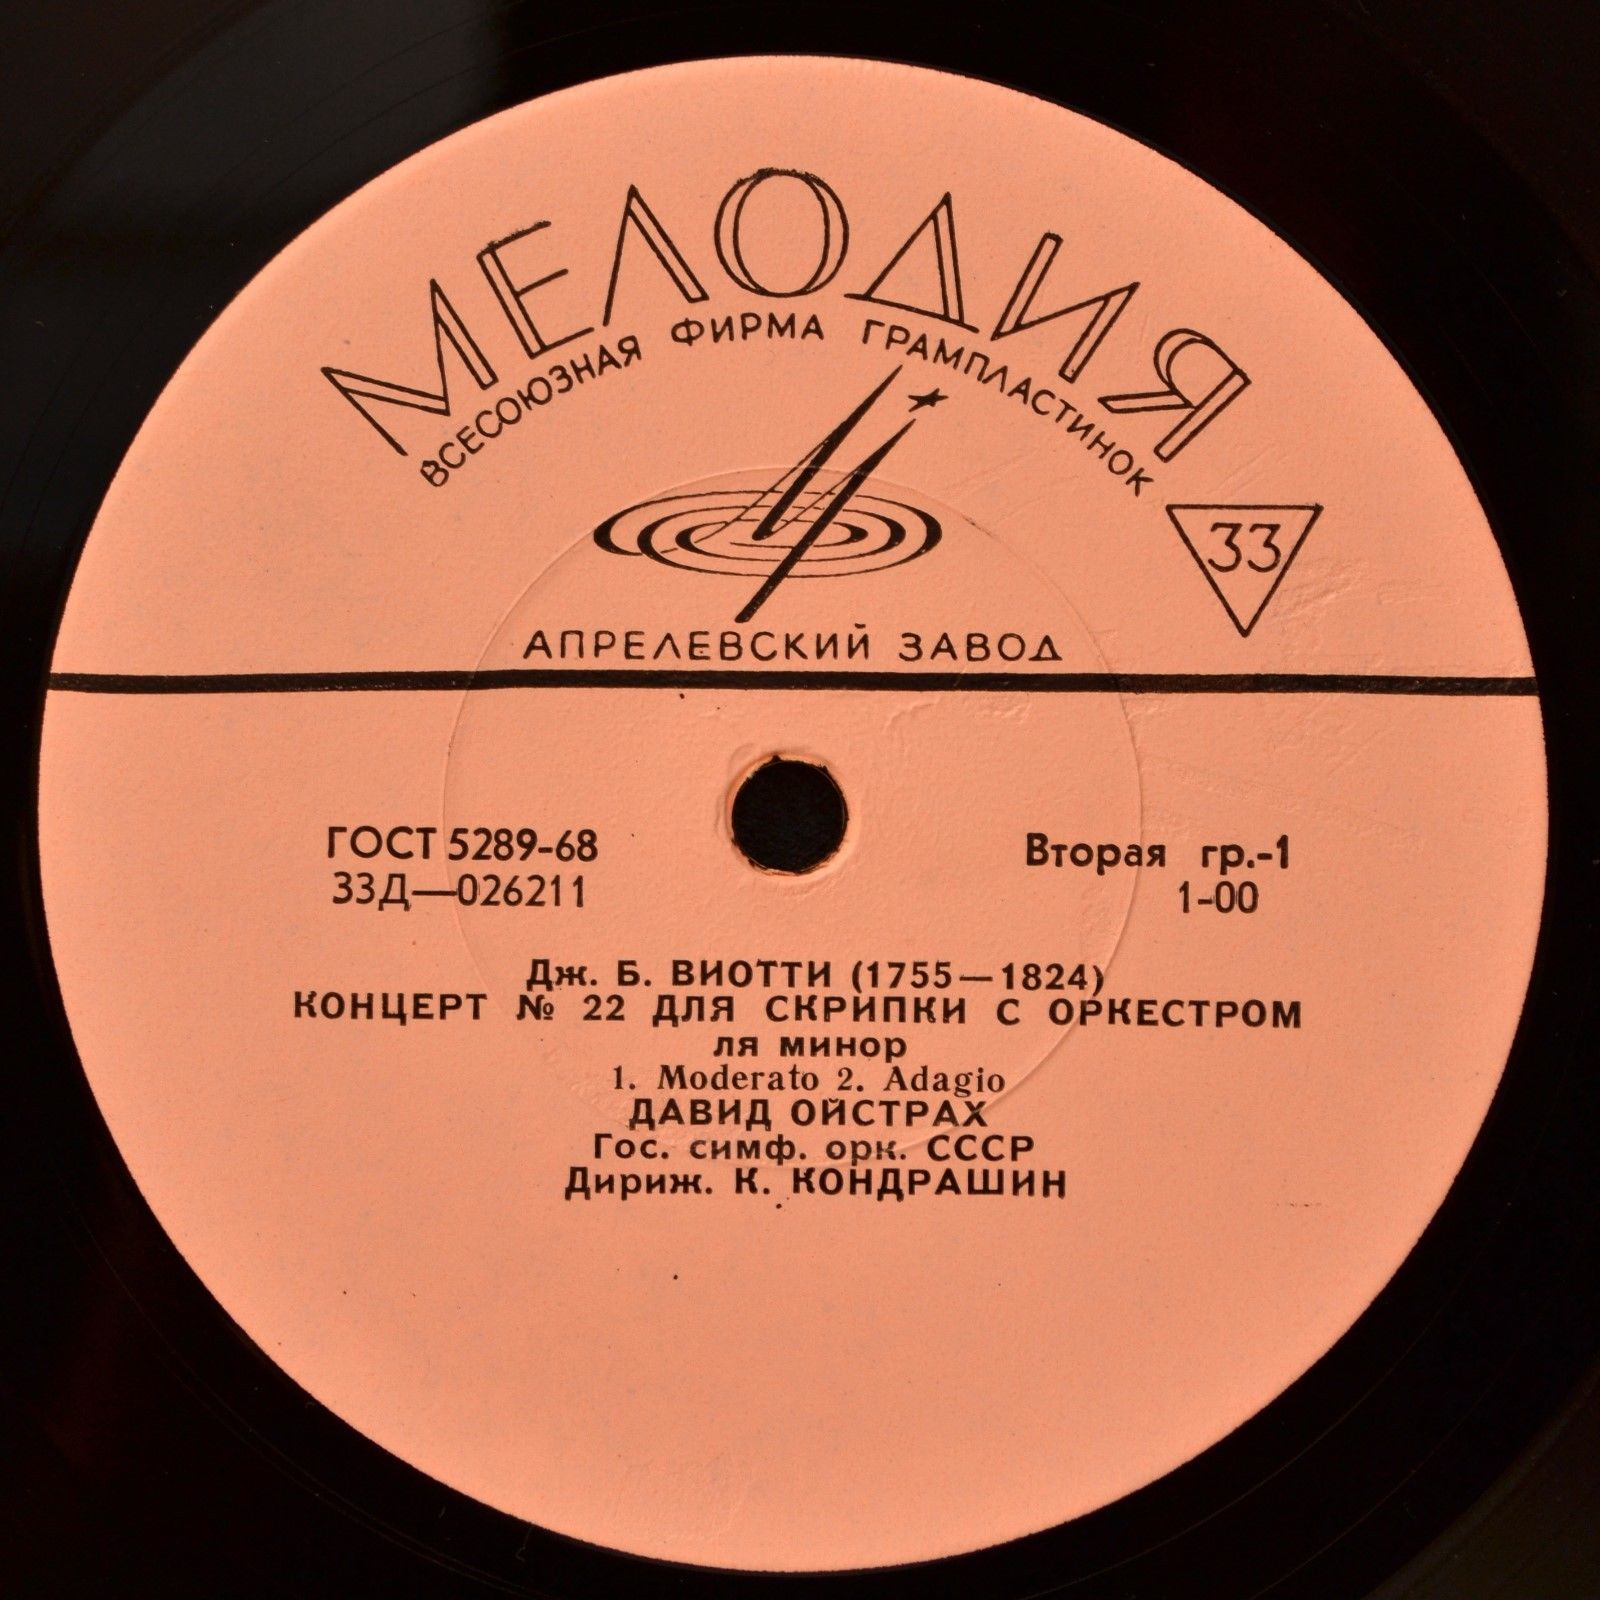 МЕЛОДИЯ
ВСЕСОЮЗНАЯ ФИРМА ГРАМПЛАСТИНОК
33
АПРЕЛЕВСКИЙ ЗАВОД
ГОСТ 5289-68
Вторая гр.-1
33Д—026211
1-00
Дж. Б. ВИОТТИ (1755—1824)
КОНЦЕРТ № 22 ДЛЯ СКРИПКИ С ОРКЕСТРОМ
ля минор
1. Moderato 2. Adagio
ДАВИД ОЙСТРАХ
Гос. симф. орк. СССР
Дириж. К. КОНДРАШИН